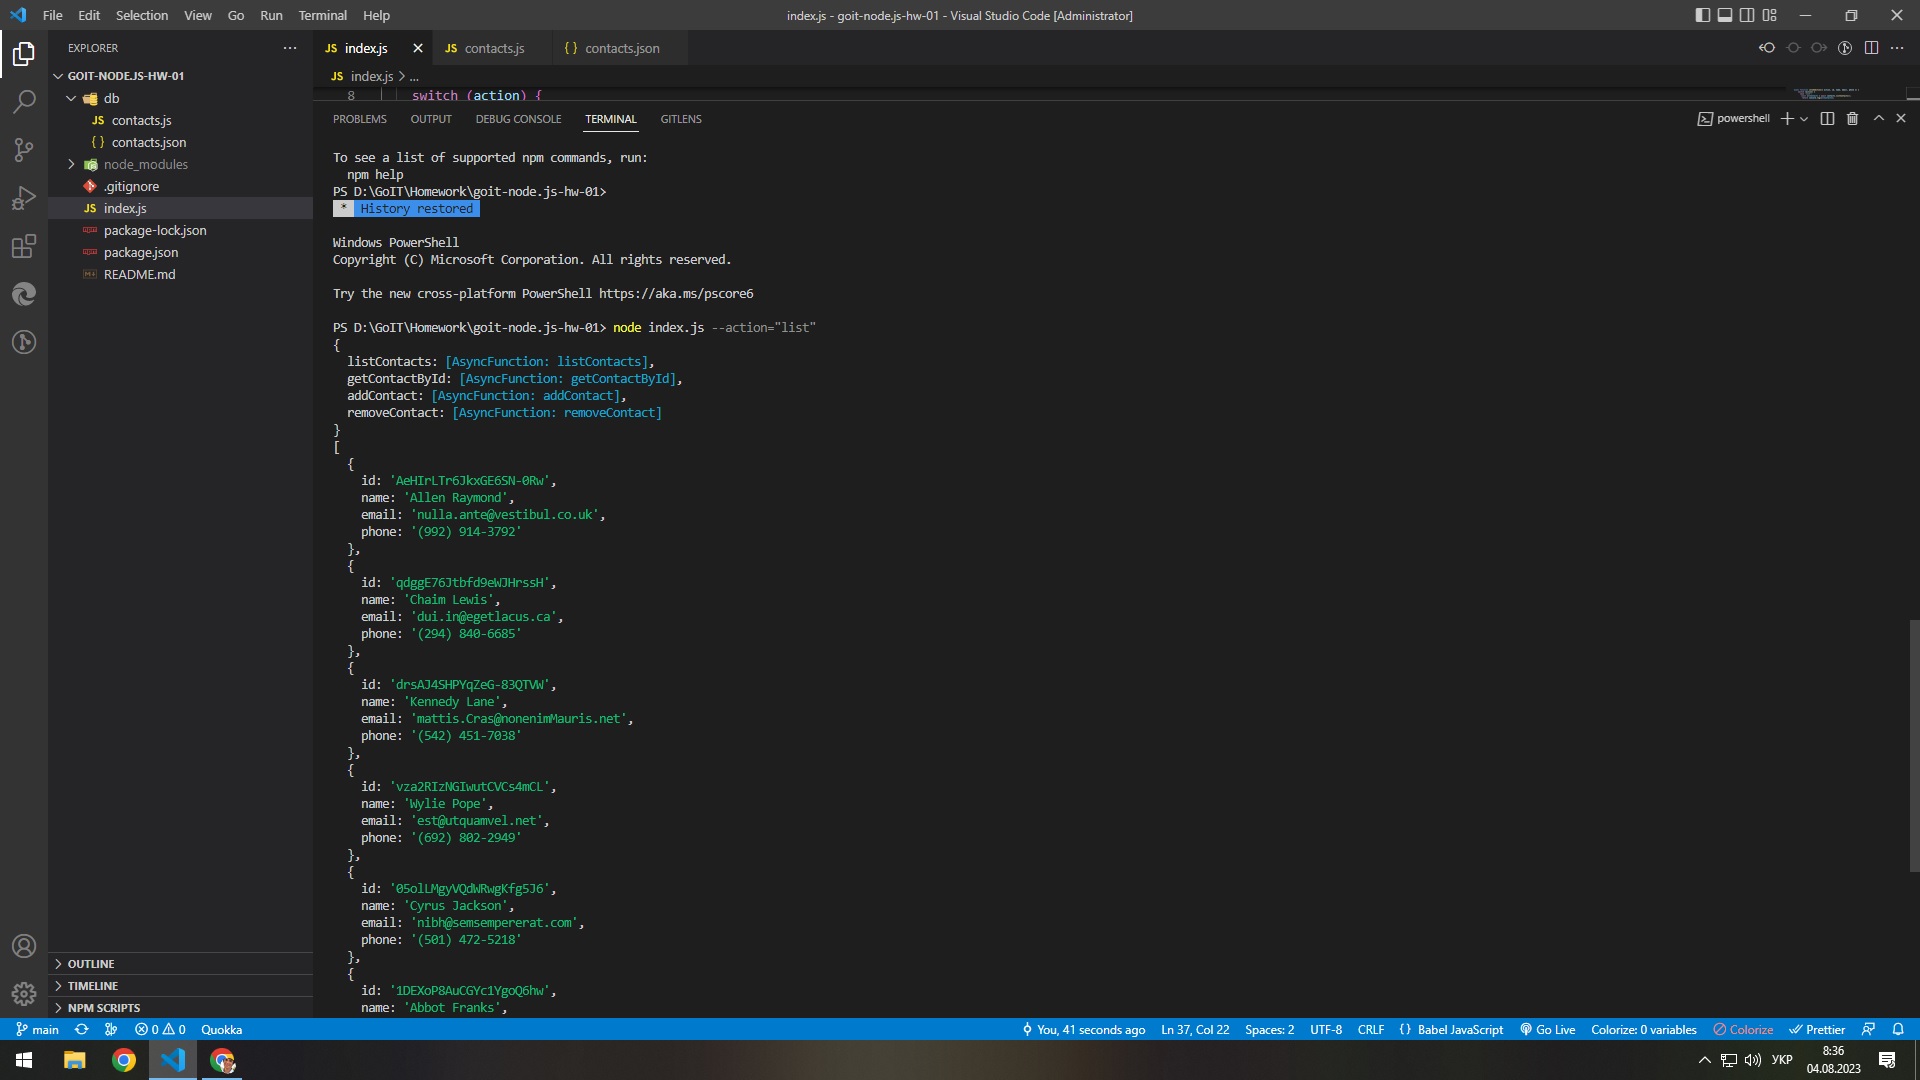 File Edit Selection View Go Run Terminal Help
index.js - goit-node.js-hw-01 - Visual Studio Code [Administrator]
EXPLORER
GOIT-NODE.JS-HW-01
db
JS contacts.js
{ } contacts.json
node_modules
.gitignore
JS index.js
package-lock.json
package.json
README.md
OUTLINE
TIMELINE
NPM SCRIPTS
JS index.js
JS contacts.js
{ } contacts.json
JS index.js > ...
8 switch (action) {
PROBLEMS OUTPUT DEBUG CONSOLE TERMINAL GITLENS
powershell
To see a list of supported npm commands, run:
npm help
PS D:\GoIT\Homework\goit-node.js-hw-01>
* History restored
Windows PowerShell
Copyright (C) Microsoft Corporation. All rights reserved.
Try the new cross-platform PowerShell https://aka.ms/pscore6
PS D:\GoIT\Homework\goit-node.js-hw-01> node index.js --action="list"
{
listContacts: [AsyncFunction: listContacts],
getContactById: [AsyncFunction: getContactById],
addContact: [AsyncFunction: addContact],
removeContact: [AsyncFunction: removeContact]
}
[
{
id: 'AeHIrLTr6JkxGE6SN-0Rw',
name: 'Allen Raymond',
email: 'nulla.ante@vestibul.co.uk',
phone: '(992) 914-3792'
},
{
id: 'qdggE76Jtbfd9eWJHrssH',
name: 'Chaim Lewis',
email: 'dui.in@egetlacus.ca',
phone: '(294) 840-6685'
},
{
id: 'drsAJ4SHPYqZeG-83QTVW',
name: 'Kennedy Lane',
email: 'mattis.Cras@nonenimMauris.net',
phone: '(542) 451-7038'
},
{
id: 'vza2RIzNGIwutCVCs4mCL',
name: 'Wylie Pope',
email: 'est@utquamvel.net',
phone: '(692) 802-2949'
},
{
id: '05olLMgyVQdWRwgKfg5J6',
name: 'Cyrus Jackson',
email: 'nibh@semsempererat.com',
phone: '(501) 472-5218'
},
{
id: '1DEXoP8AuCGYc1YgoQ6hw',
name: 'Abbot Franks',
main 0 0 Quokka
You, 41 seconds ago Ln 37, Col 22 Spaces: 2 UTF-8 CRLF { } Babel JavaScript Go Live Colorize: 0 variables Colorize Prettier
УКР
8:36
04.08.2023